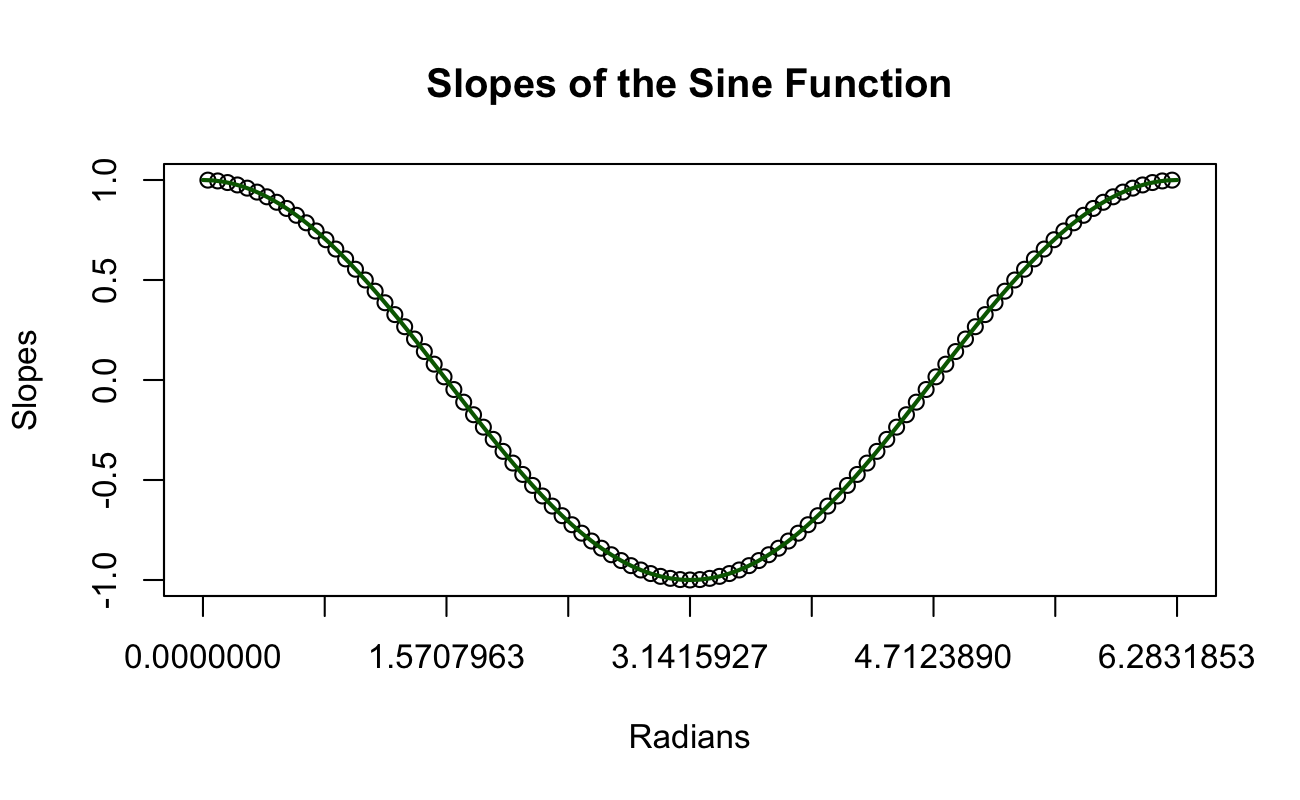 Slopes of the Sine Function
Slopes
1.0
0.5
0.0
-0.5
-1.0
0.0000000 1.5707963 3.1415927 4.7123890 6.2831853
Radians